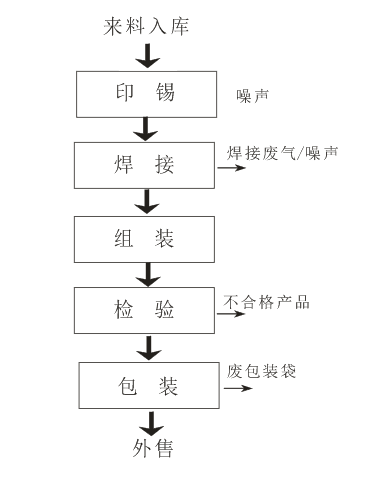 来料入库
印 锡
噪声
焊 接
焊接废气/噪声
组 装
检 验
不合格产品
包 装
废包装袋
外售